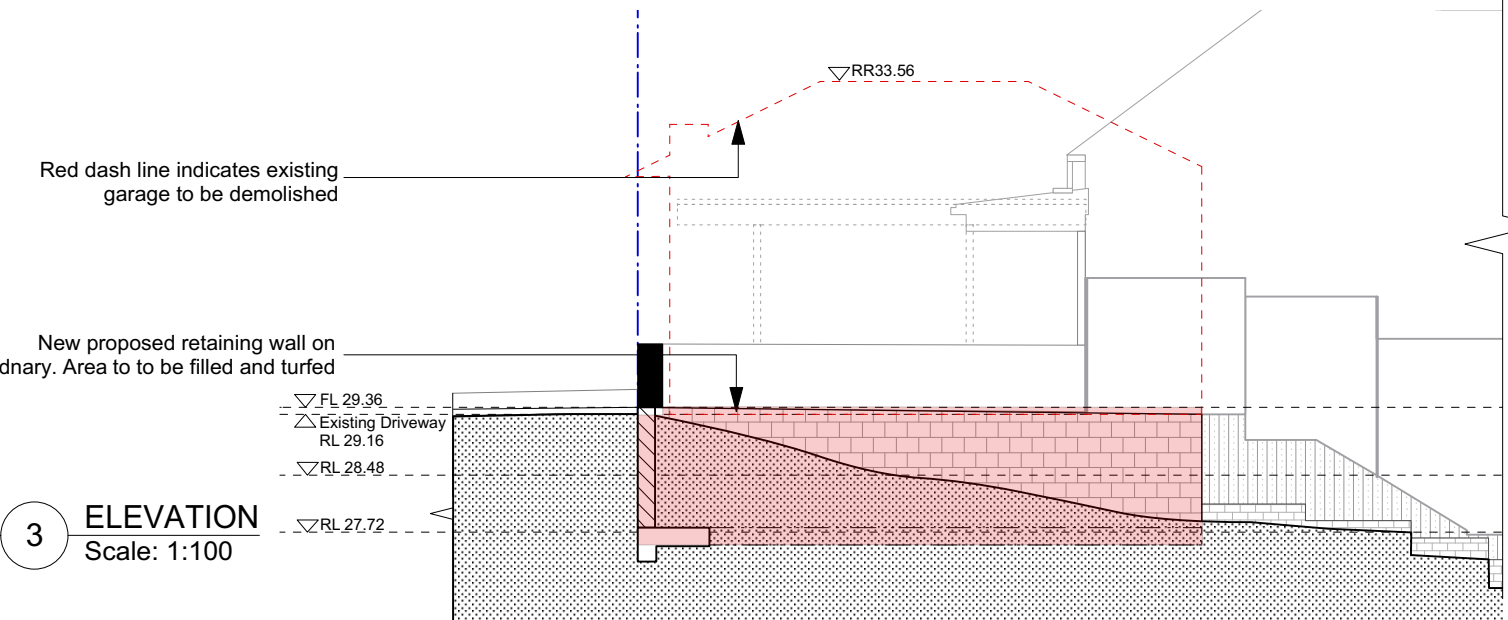 RR33.56
Red dash line indicates existing
garage to be demolished
New proposed retaining wall on
Area to to be filled and turfed
FL 29.36
Existing Driveway
RL 29.16
RL 28.48
RL 27.72
3
ELEVATION
Scale: 1:100